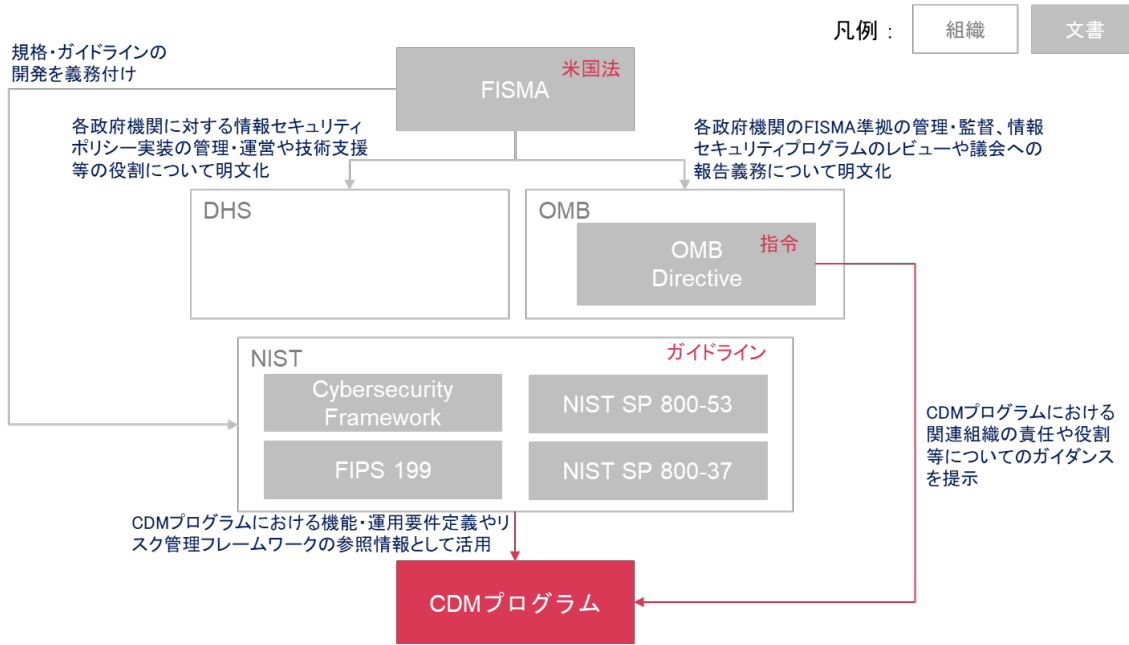 凡例：
組織
文書
規格・ガイドラインの
開発を義務付け
米国法
FISMA
各政府機関に対する情報セキュリティ
ポリシー実装の管理・運営や技術支援
等の役割について明文化
各政府機関のFISMA準拠の管理・監督、情報
セキュリティプログラムのレビューや議会への
報告義務について明文化
DHS
OMB
指令
OMB
Directive
NIST
ガイドライン
Cybersecurity
Framework
NIST SP 800-53
FIPS 199
NIST SP 800-37
CDMプログラムにおける
関連組織の責任や役割
等についてのガイダンス
を提示
CDMプログラムにおける機能・運用要件定義やリ
スク管理フレームワークの参照情報として活用
CDMプログラム